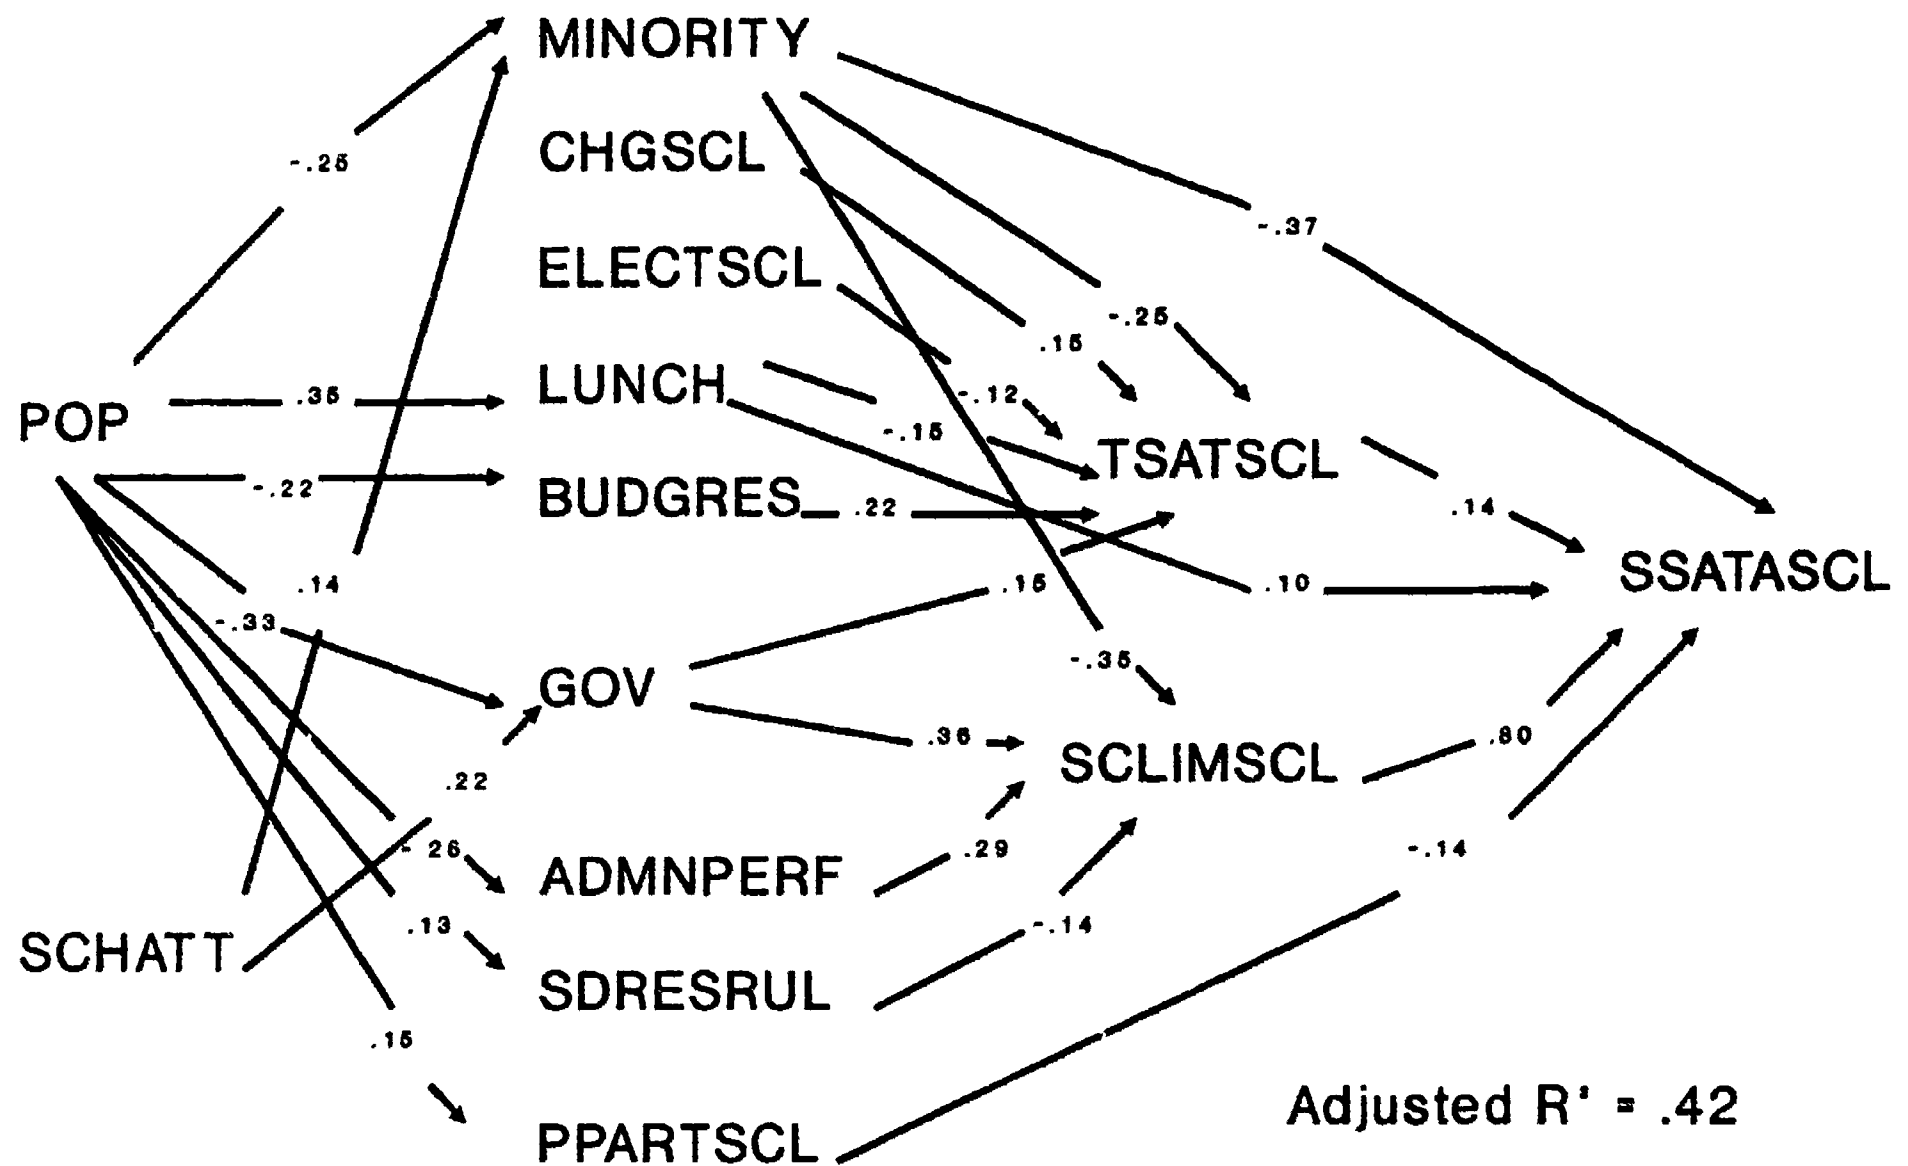 MINORITY
-.25
CHGSCL
-.37
ELECTSCL
-.25
.15
LUNCH
.35
-.12
POP
-.15
TSATSCL
-.22
BUDGRES
.22
.14
SSATASCL
.14
.15
.10
-.33
-.35
GOV
.36
.80
SCLIMSCL
.22
-.26
.29
-.14
ADMNPERF
.13
-.14
SCHATT
SDRESRUL
.15
Adjusted R² = .42
PPARTSCL